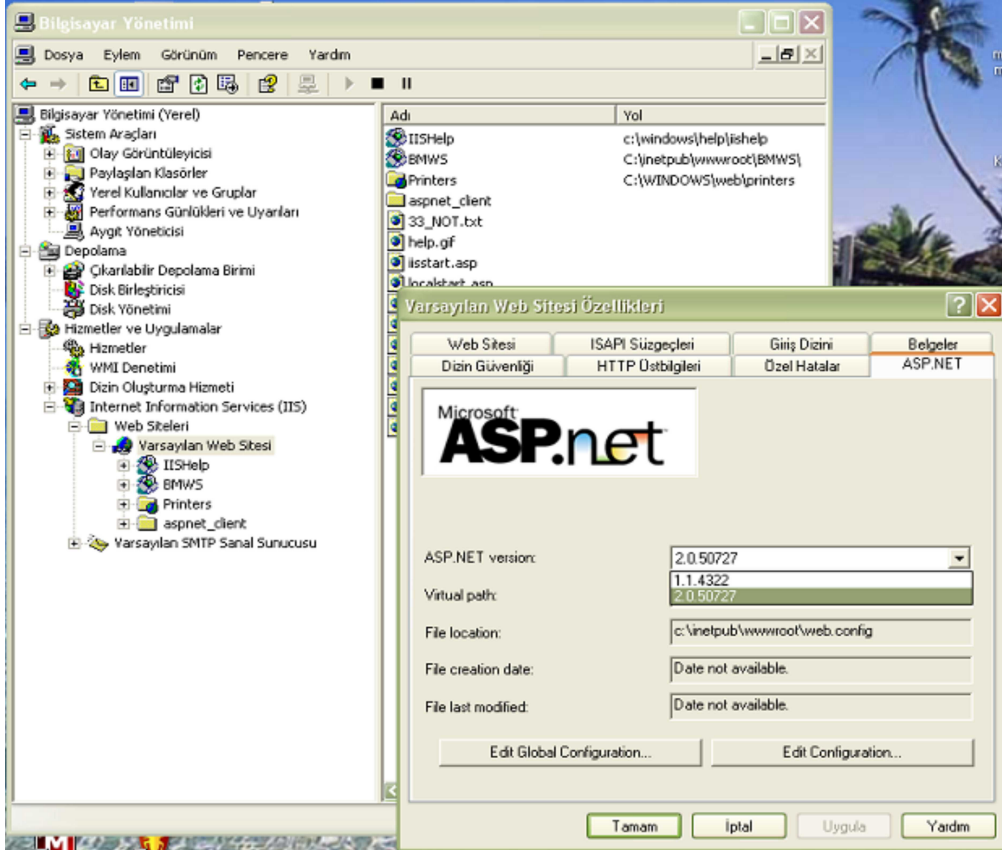 Bilgisayar Yönetimi
Dosya Eylem Görünüm Pencere Yardım
Bilgisayar Yönetimi (Yerel)
Sistem Araçları
Olay Görüntüleyicisi
Paylaşılan Klasörler
Yerel Kullanıcılar ve Gruplar
Performans Günlükleri ve Uyarıları
Aygıt Yöneticisi
Depolama
Çıkarılabilir Depolama Birimi
Disk Birleştiricisi
Disk Yönetimi
Hizmetler ve Uygulamalar
Hizmetler
WMI Denetimi
Dizin Oluşturma Hizmeti
Internet Information Services (IIS)
Web Siteleri
Varsayılan Web Sitesi
IISHelp
BMWS
Printers
aspnet_client
Varsayılan SMTP Sanal Sunucusu
Adı Yol
IISHelp c:\windows\help\iishelp
BMWS C:\inetpub\wwwroot\BMWS\
Printers C:\WINDOWS\web\printers
aspnet_client
33_NOT.txt
help.gif
iisstart.asp
localstart.asp
Varsayılan Web Sitesi Özellikleri
Web Sitesi ISAPI Süzgeçleri Giriş Dizini Belgeler
Dizin Güvenliği HTTP Üstbilgileri Özel Hatalar ASP.NET
Microsoft
ASP.net
ASP.NET version: 2.0.50727
1.1.4322
2.0.50727
Virtual path:
File location: c:\inetpub\wwwroot\web.config
File creation date: Date not available.
File last modified: Date not available.
Edit Global Configuration... Edit Configuration...
Tamam İptal Uygula Yardım